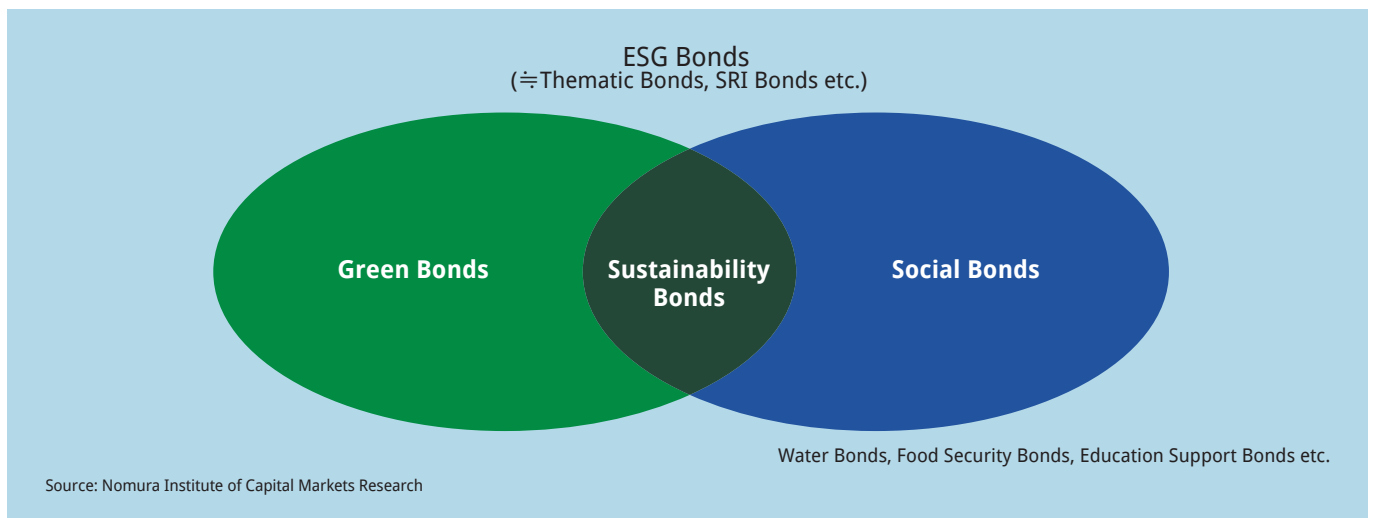 ESG Bonds
(≒Thematic Bonds, SRI Bonds etc.)
Green Bonds
Sustainability
Bonds
Social Bonds
Water Bonds, Food Security Bonds, Education Support Bonds etc.
Source: Nomura Institute of Capital Markets Research